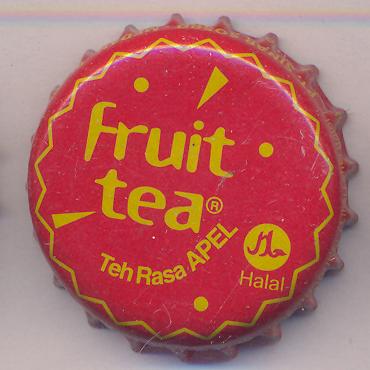 fruit
tea®
Teh Rasa APEL
Halal